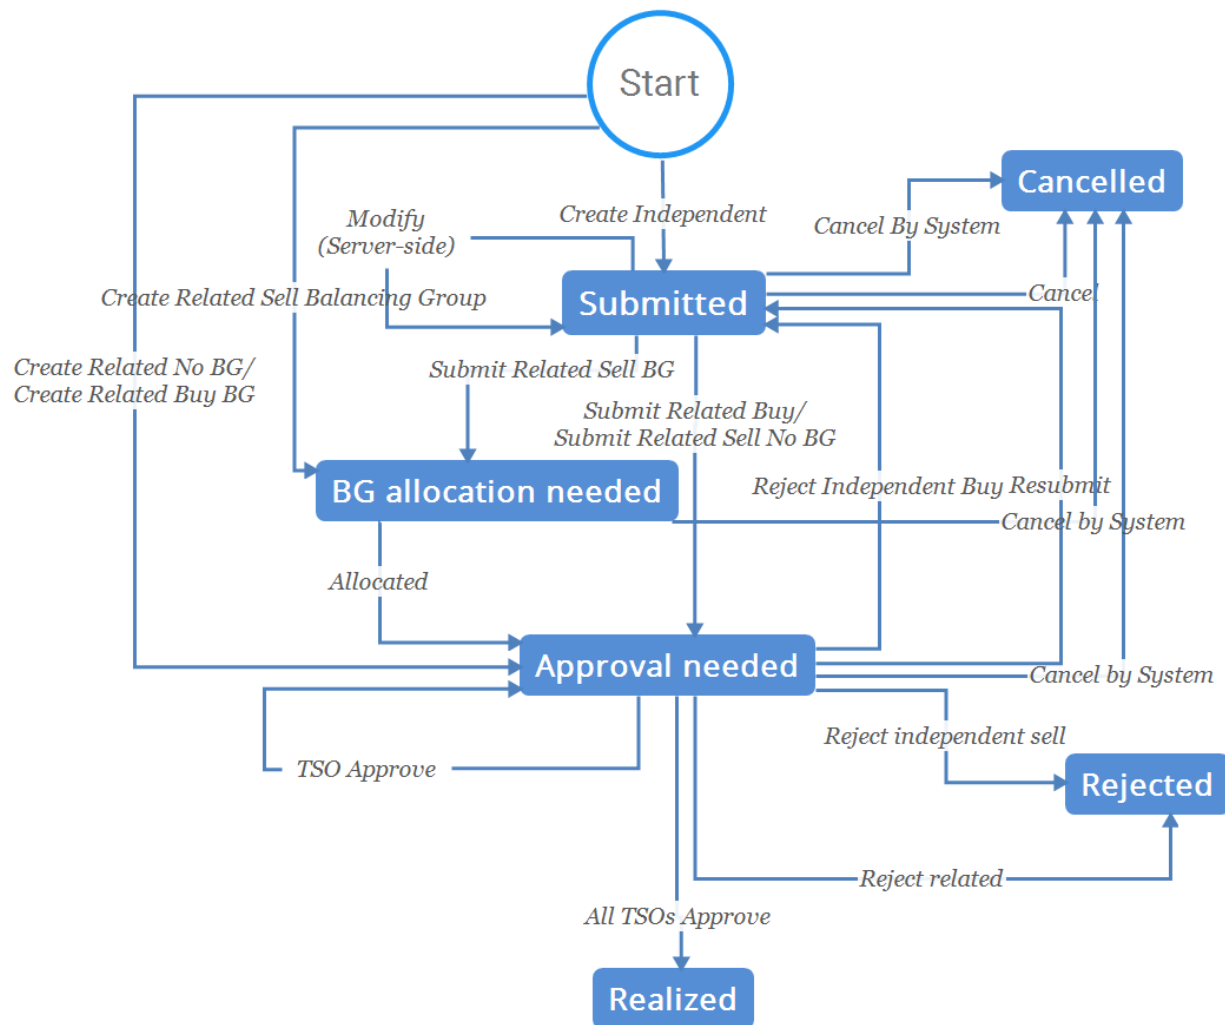 Start
Cancelled
Create Independent
Modify
(Server-side)
Cancel By System
Create Related Sell Balancing Group
Submitted
Cancel
Create Related No BG/
Create Related Buy BG
Submit Related Sell BG
Submit Related Buy/
Submit Related Sell No BG
BG allocation needed
Reject Independent Buy
Resubmit
Cancel by System
Allocated
Approval needed
Cancel by System
Reject independent sell
TSO Approve
Rejected
Reject related
All TSOs Approve
Realized